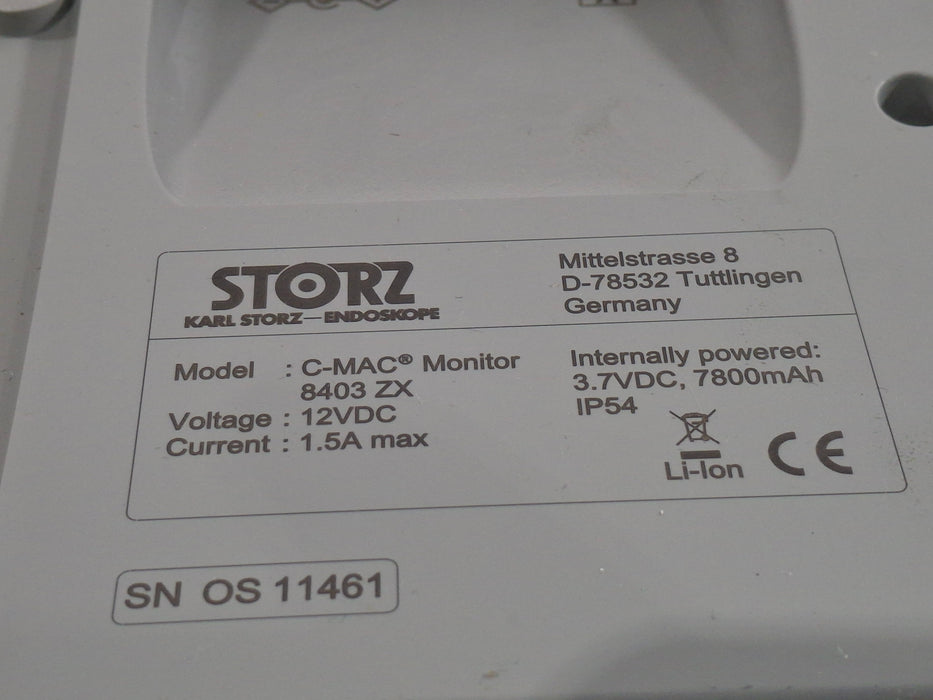 STORZ
KARL STORZ—ENDOSKOPE
Mittelstrasse 8
D-78532 Tuttlingen
Germany
Model : C-MAC® Monitor
8403 ZX
Voltage : 12VDC
Current : 1.5A max
Internally powered:
3.7VDC, 7800mAh
IP54
Li-Ion
CE
SN OS 11461